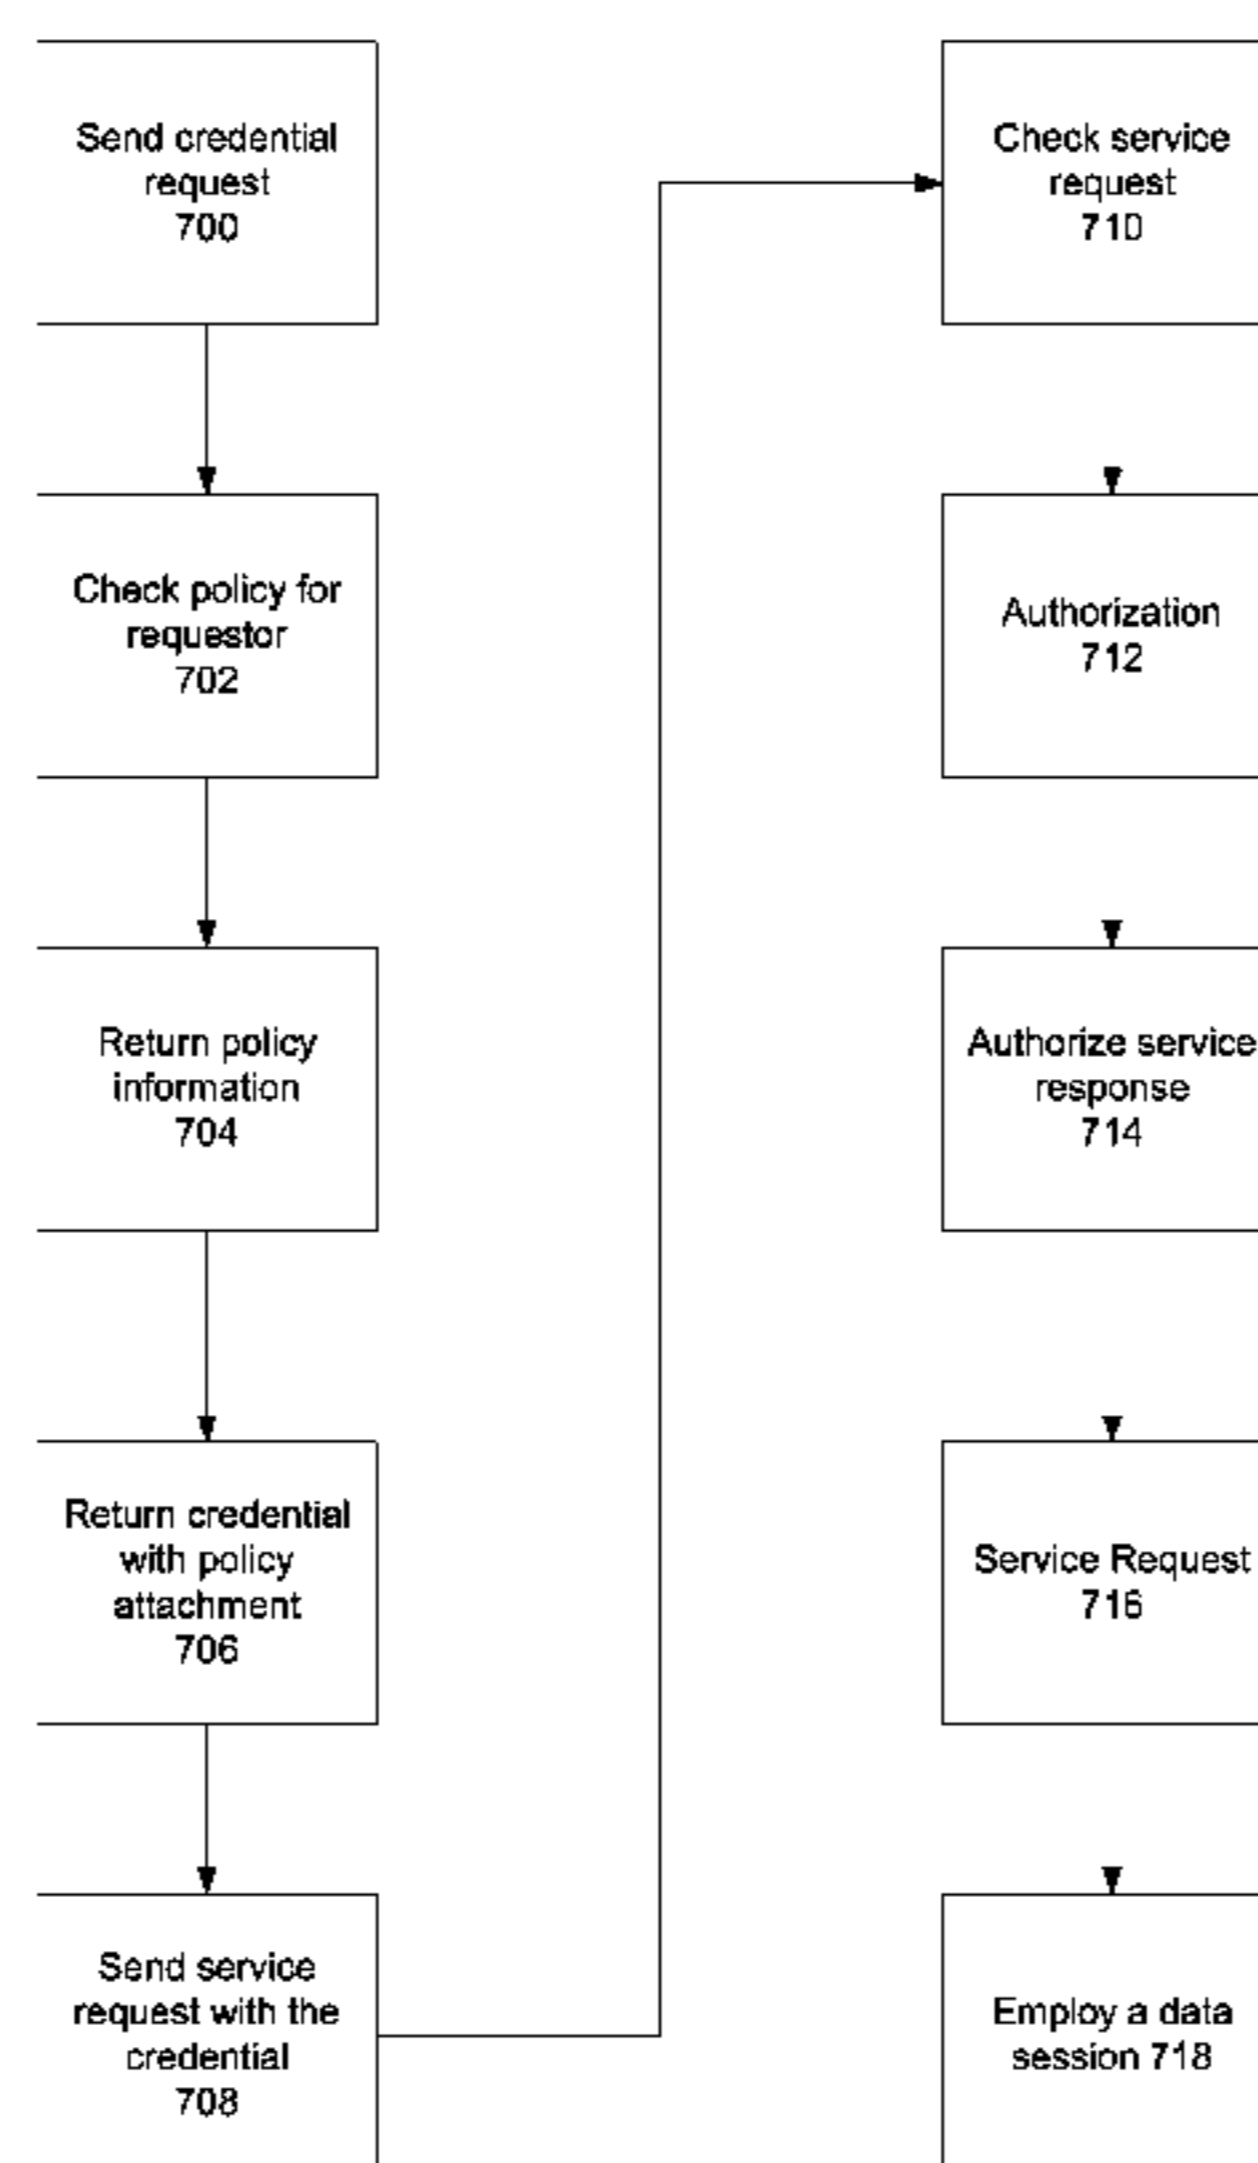 Send credential
request
700
Check policy for
requestor
702
Return policy
information
704
Return credential
with policy
attachment
706
Send service
request with the
credential
708
Check service
request
710
Authorization
712
Authorize service
response
714
Service Request
716
Employ a data
session 718